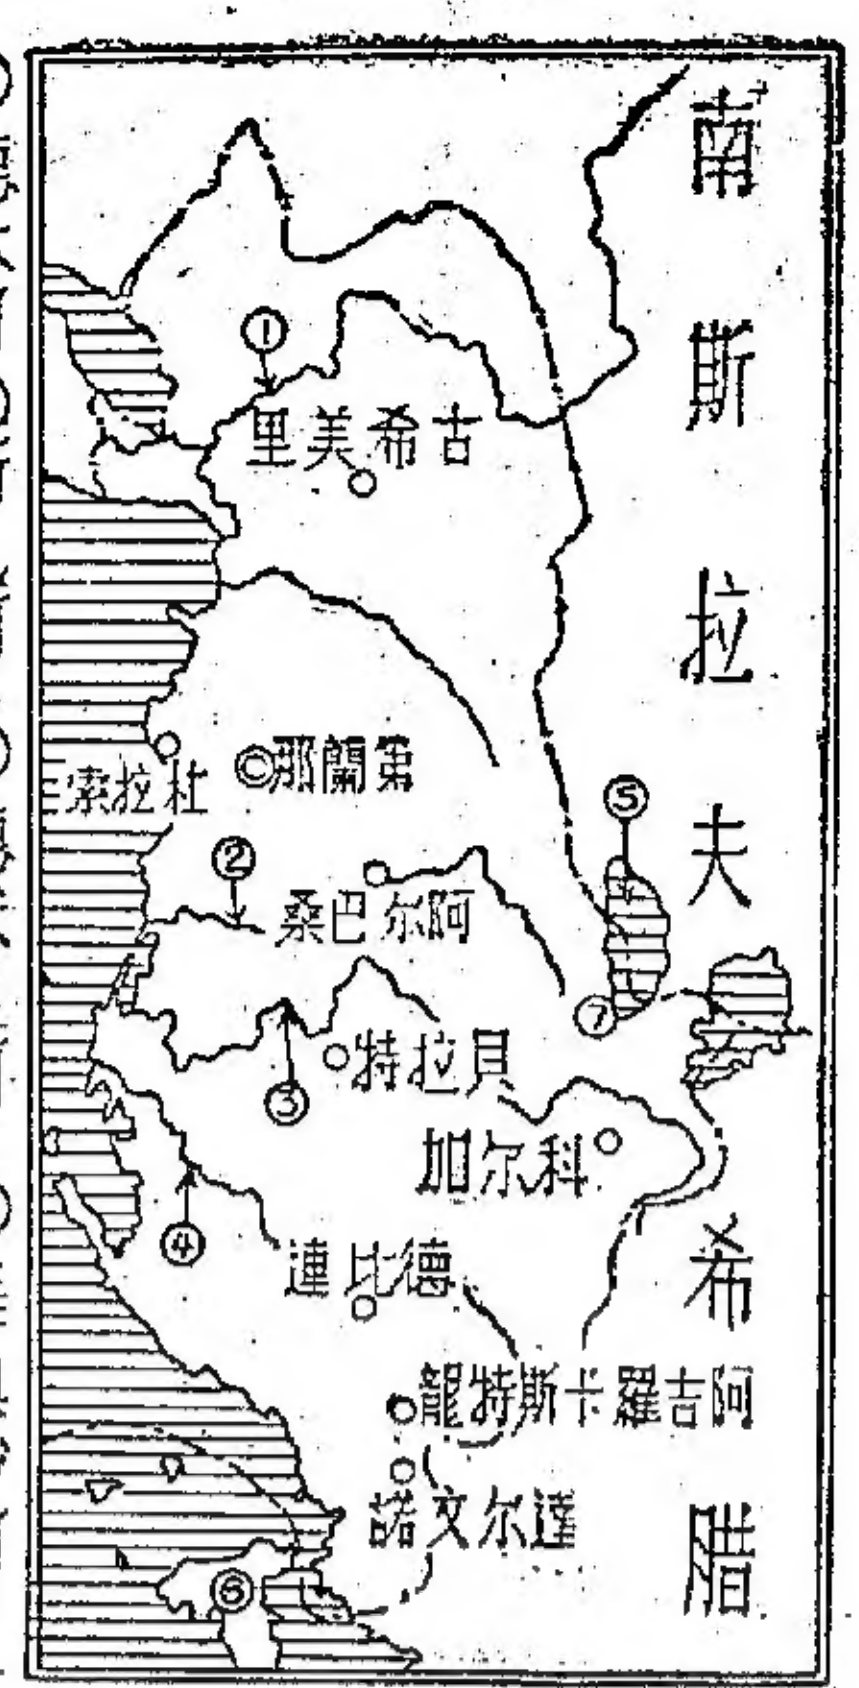 南斯拉夫
希腊
①
古希美里
第蘭那
杜拉索
②
阿尔巴桑
⑤
⑦
貝拉特
③
科尔加
④
德比連
阿吉羅卡斯特龍
達尔文諾
⑥